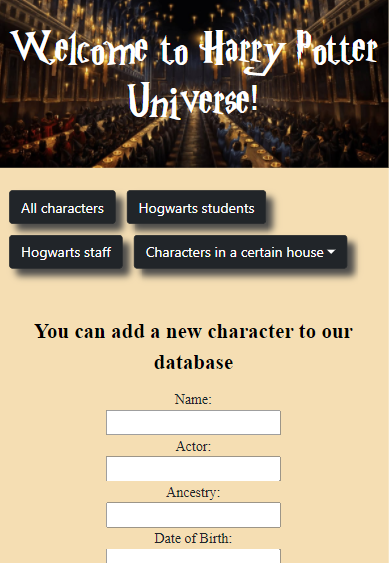 Welcome to Harry Potter
Universe!
All characters
Hogwarts students
Hogwarts staff
Characters in a certain house
You can add a new character to our
database
Name:
Actor:
Ancestry:
Date of Birth: